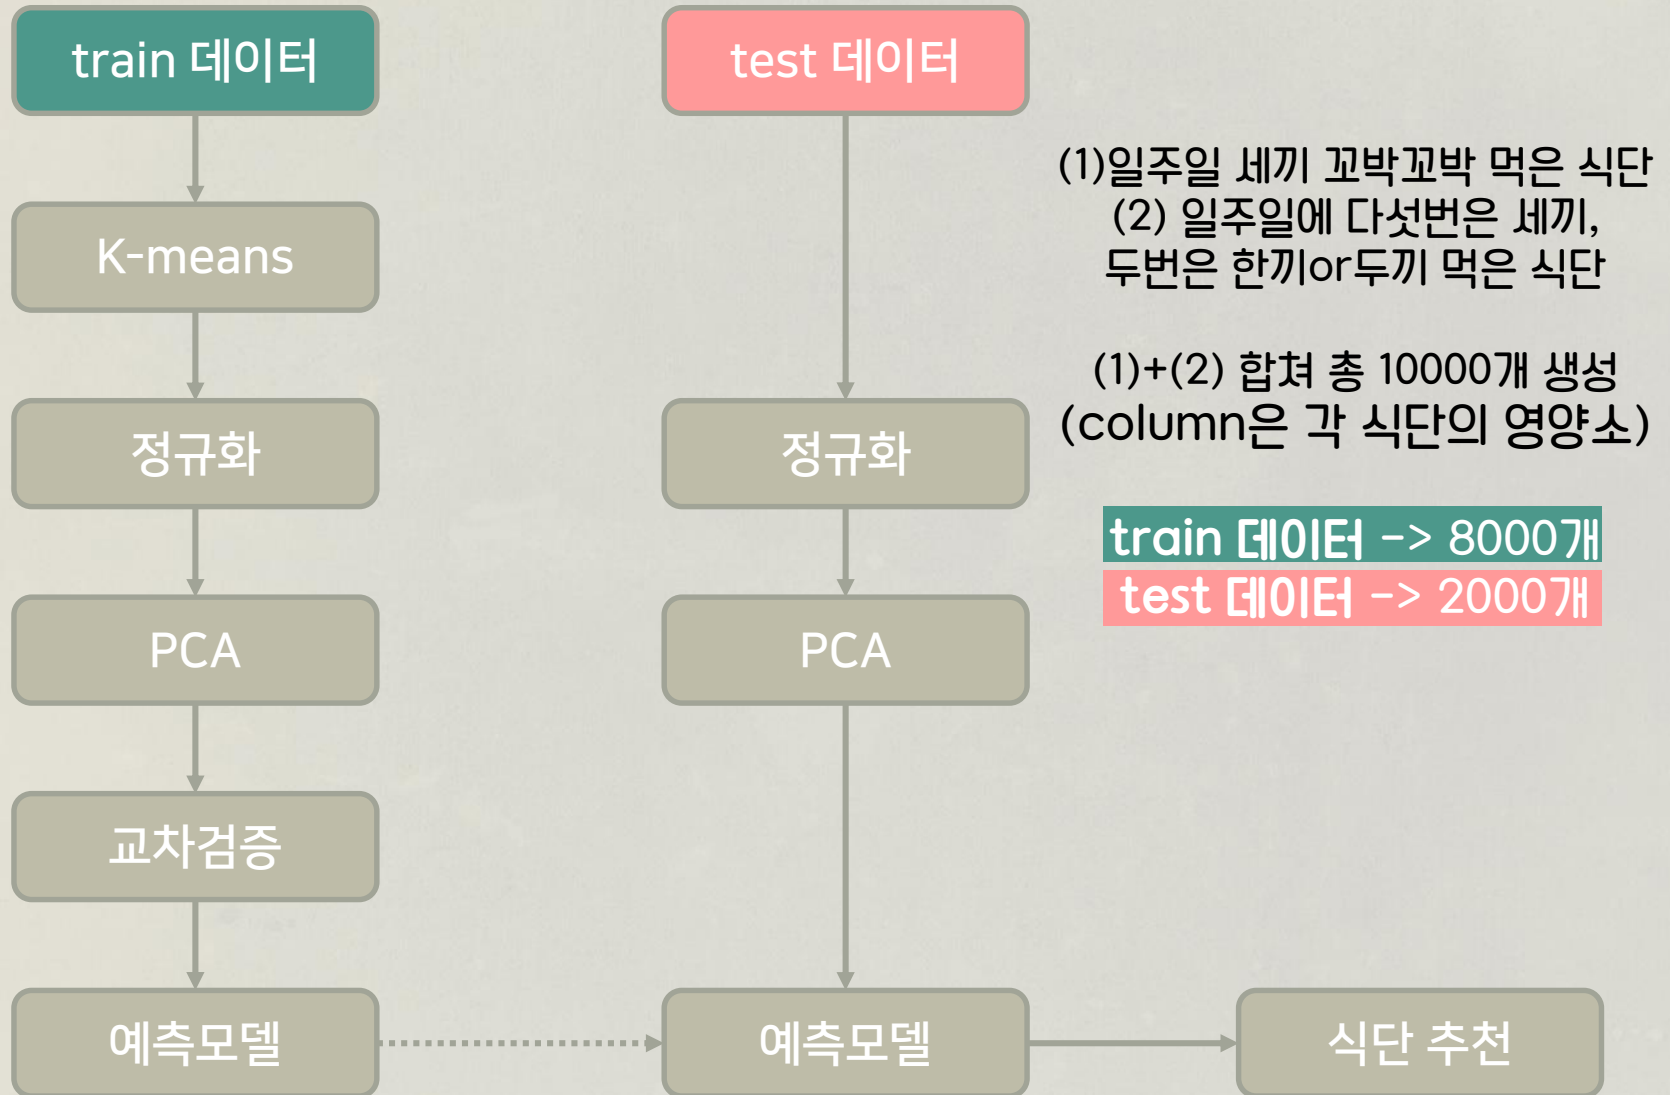 train 데이터
K-means
정규화
PCA
교차검증
예측모델
test 데이터
정규화
PCA
예측모델
식단 추천
(1)일주일 세끼 꼬박꼬박 먹은 식단
(2) 일주일에 다섯번은 세끼,
두번은 한끼or두끼 먹은 식단
(1)+(2) 합쳐 총 10000개 생성
(column은 각 식단의 영양소)
train 데이터 -> 8000개
test 데이터 -> 2000개